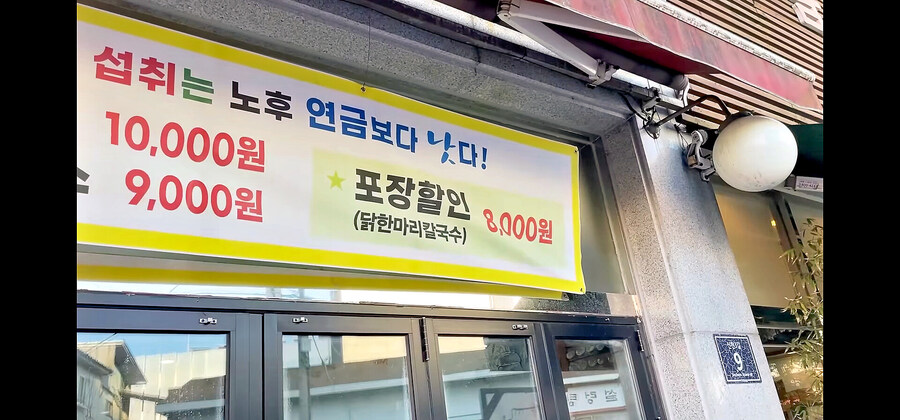 섭취는 노후 연금보다 낫다!
10,000원
수 9,000원
포장할인
(닭한마리칼국수) 8,000원
9